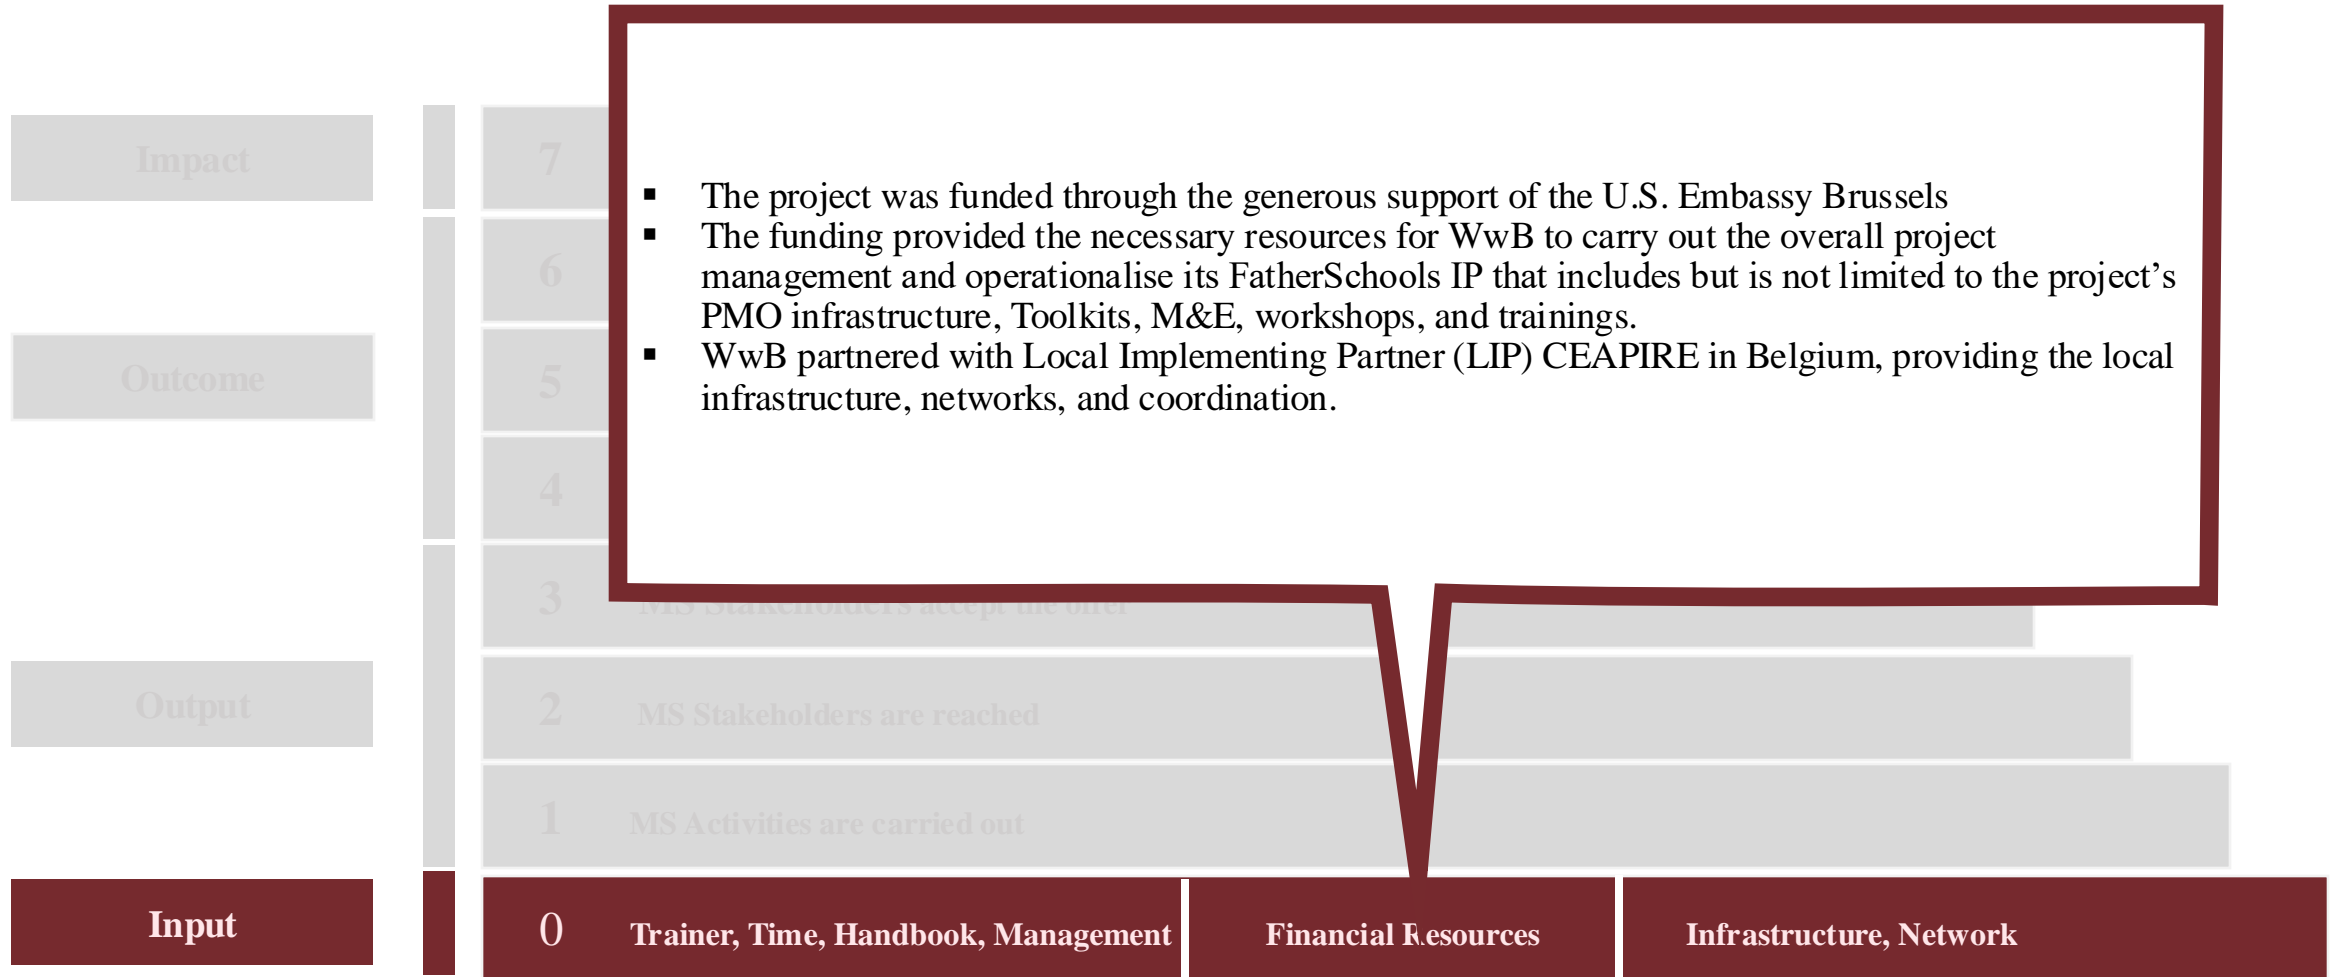 ▪ The project was funded through the generous support of the U.S. Embassy Brussels
▪ The funding provided the necessary resources for WwB to carry out the overall project
management and operationalise its FatherSchools IP that includes but is not limited to the project’s
PMO infrastructure, Toolkits, M&E, workshops, and trainings.
▪ WwB partnered with Local Implementing Partner (LIP) CEAPIRE in Belgium, providing the local
infrastructure, networks, and coordination.
Impact
7
6
Outcome
5
4
3 MS Stakeholders accept the offer
Output
2 MS Stakeholders are reached
1 MS Activities are carried out
Input
0 Trainer, Time, Handbook, Management Financial Resources Infrastructure, Network